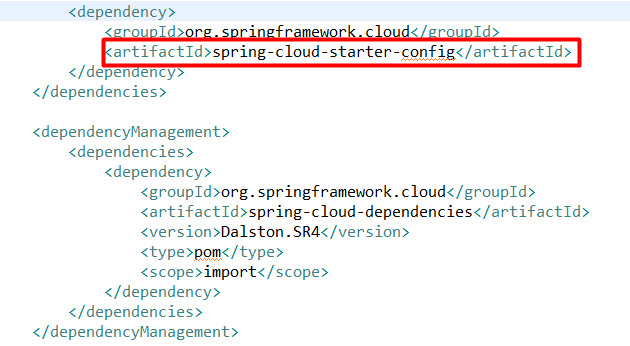 <dependency>
<groupId>org.springframework.cloud</groupId>
<artifactId>spring-cloud-starter-config</artifactId>
</dependency>
</dependencies>
<dependencyManagement>
<dependencies>
<dependency>
<groupId>org.springframework.cloud</groupId>
<artifactId>spring-cloud-dependencies</artifactId>
<version>Dalston.SR4</version>
<type>pom</type>
<scope>import</scope>
</dependency>
</dependencies>
</dependencyManagement>